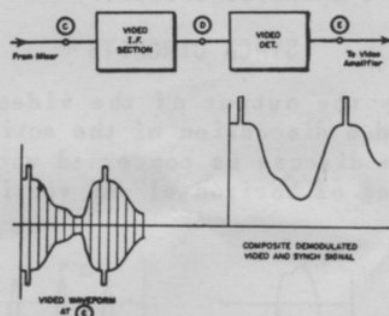 C
D
E
VIDEO
I.F.
SECTION
VIDEO
DET.
From Mixer
To Video
Amplifier
COMPOSITE DEMODULATED
VIDEO AND SYNCH SIGNAL
VIDEO WAVEFORM
AT